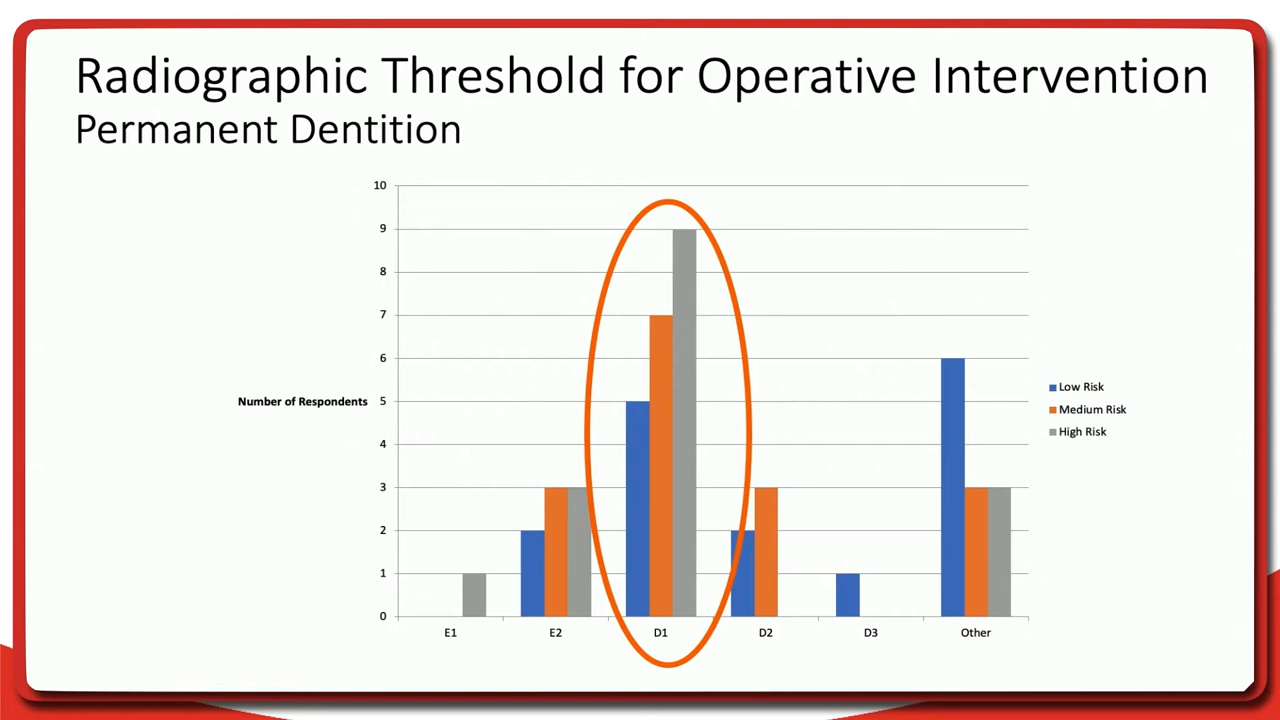 Radiographic Threshold for Operative Intervention
Permanent Dentition
10
9
8
7
6
Number of Respondents 5
4
3
2
1
0
E1 E2 D1 D2 D3 Other
Low Risk
Medium Risk
High Risk